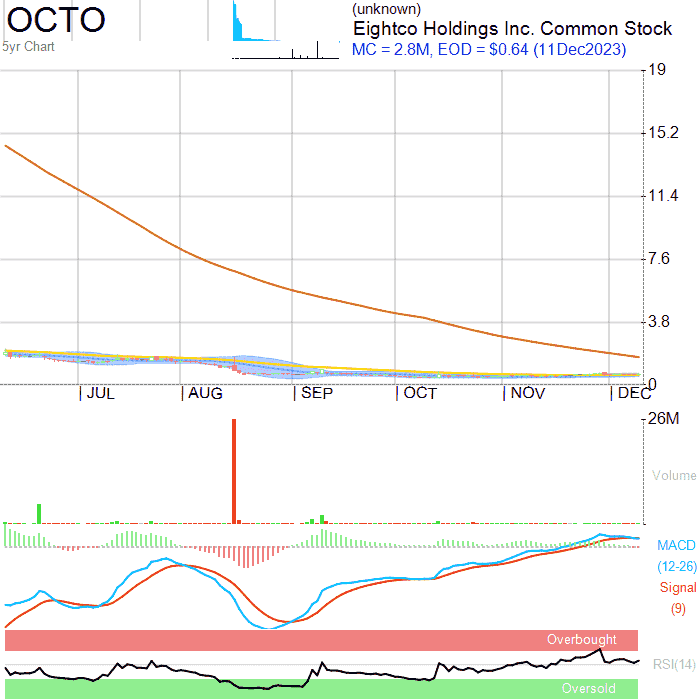 OCTO
5yr Chart
(unknown)
Eightco Holdings Inc. Common Stock
MC = 2.8M, EOD = $0.64 (11Dec2023)
19
15.2
11.4
7.6
3.8
0
JUL
AUG
SEP
OCT
NOV
DEC
26M
Volume
MACD
(12-26)
Signal
(9)
Overbought
RSI(14)
Oversold